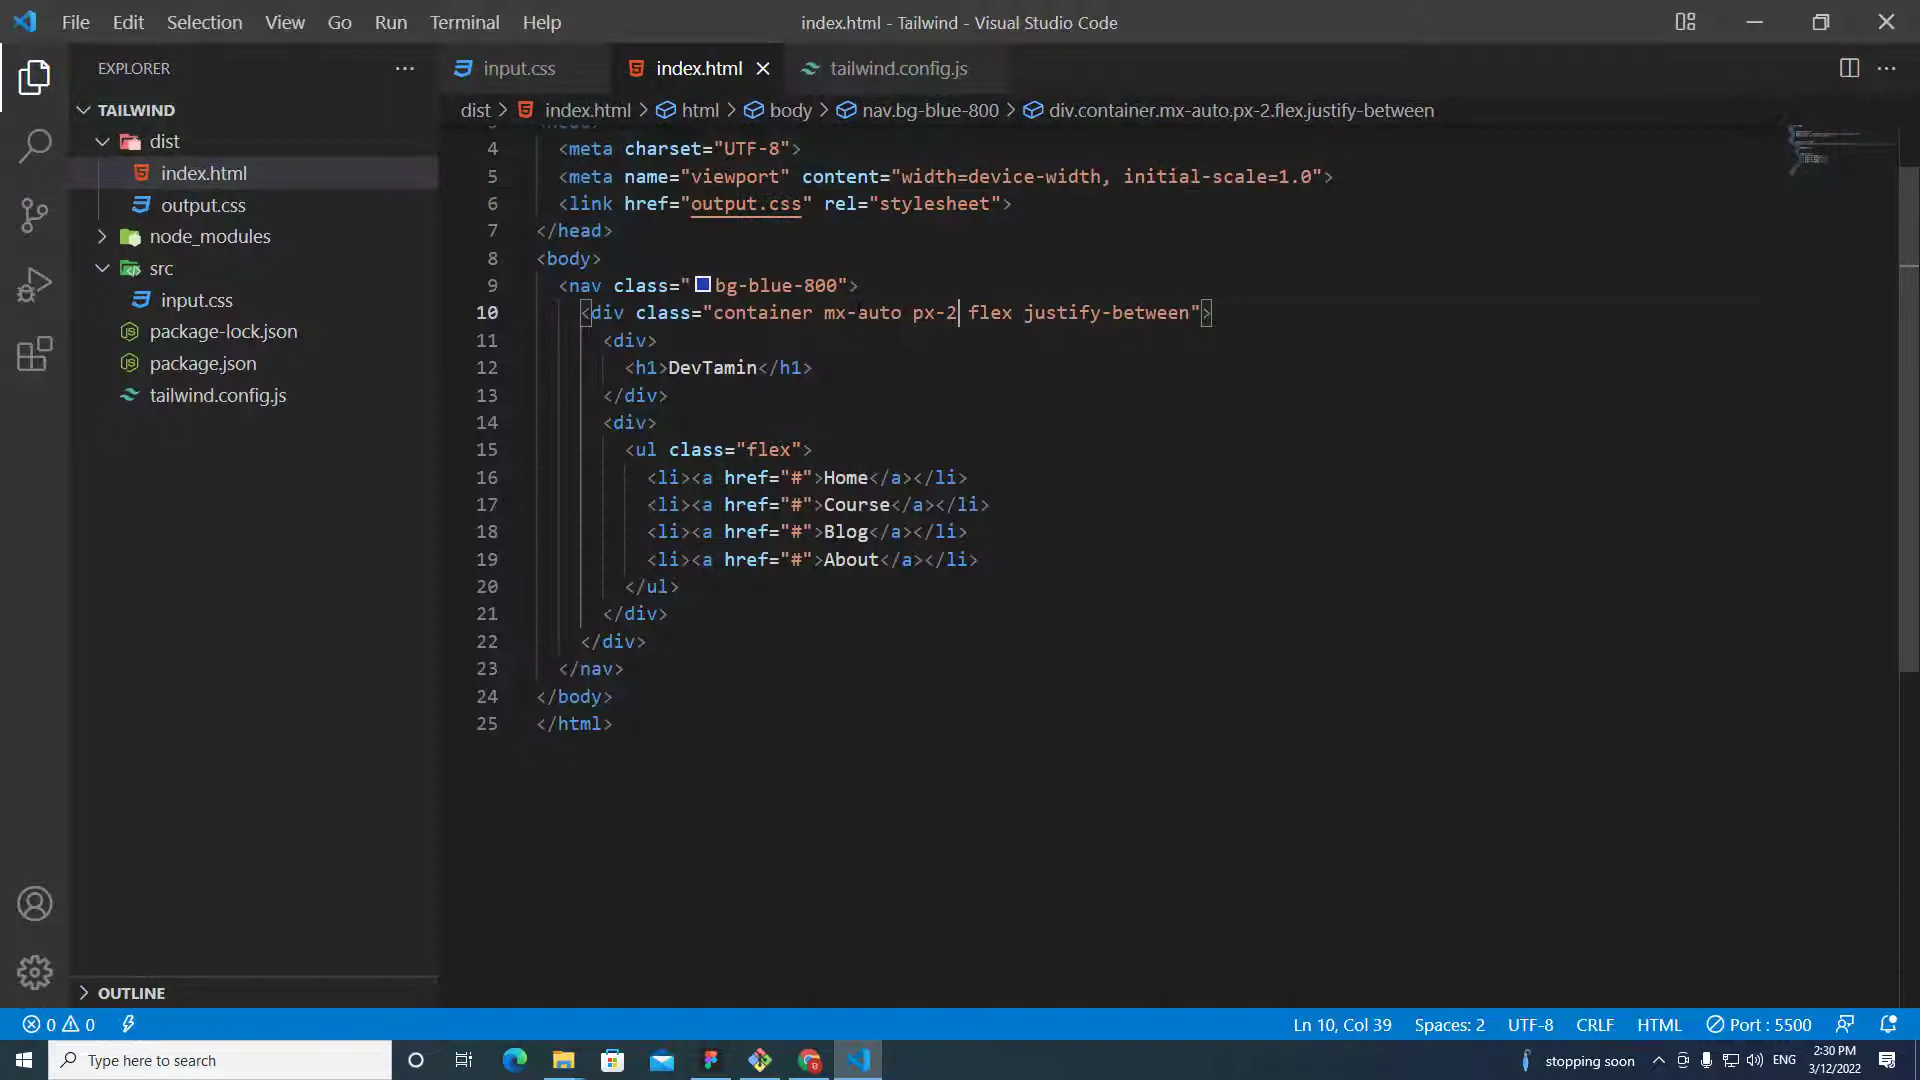 File Edit Selection View Go Run Terminal Help
index.html - Tailwind - Visual Studio Code
EXPLORER
input.css
index.html
tailwind.config.js
TAILWIND
dist > index.html > html > body > nav.bg-blue-800 > div.container.mx-auto.px-2.flex.justify-between
dist
index.html
output.css
node_modules
src
input.css
package-lock.json
package.json
tailwind.config.js
4 <meta charset="UTF-8">
5 <meta name="viewport" content="width=device-width, initial-scale=1.0">
6 <link href="output.css" rel="stylesheet">
7 </head>
8 <body>
9 <nav class="bg-blue-800">
10 <div class="container mx-auto px-2 flex justify-between">
11 <div>
12 <h1>DevTamin</h1>
13 </div>
14 <div>
15 <ul class="flex">
16 <li><a href="#">Home</a></li>
17 <li><a href="#">Course</a></li>
18 <li><a href="#">Blog</a></li>
19 <li><a href="#">About</a></li>
20 </ul>
21 </div>
22 </div>
23 </nav>
24 </body>
25 </html>
OUTLINE
0 0
Ln 10, Col 39 Spaces: 2 UTF-8 CRLF HTML Port : 5500
Type here to search
stopping soon
ENG
2:30 PM
3/12/2022